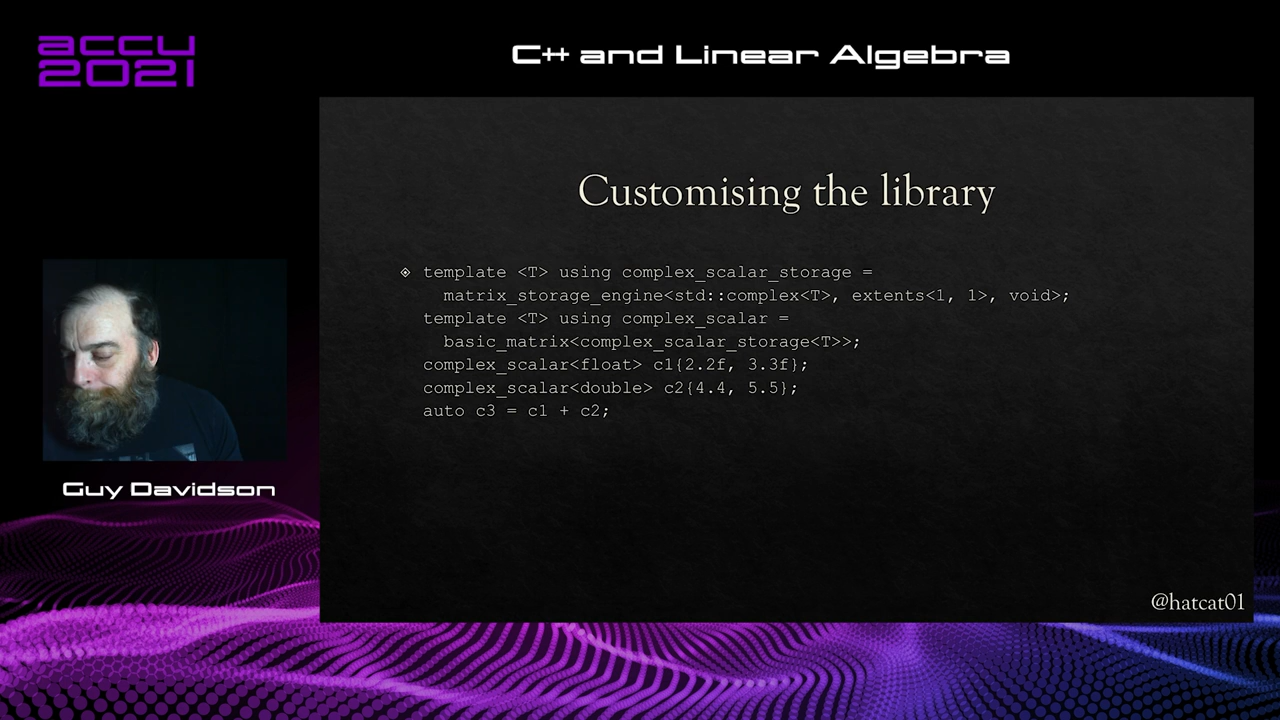 accu
2021
C++ and Linear Algebra
Customising the library
template <T> using complex_scalar_storage =
matrix_storage_engine<std::complex<T>, extents<1, 1>, void>;
template <T> using complex_scalar =
basic_matrix<complex_scalar_storage<T>>;
complex_scalar<float> c1{2.2f, 3.3f};
complex_scalar<double> c2{4.4, 5.5};
auto c3 = c1 + c2;
Guy Davidson
@hatcat01